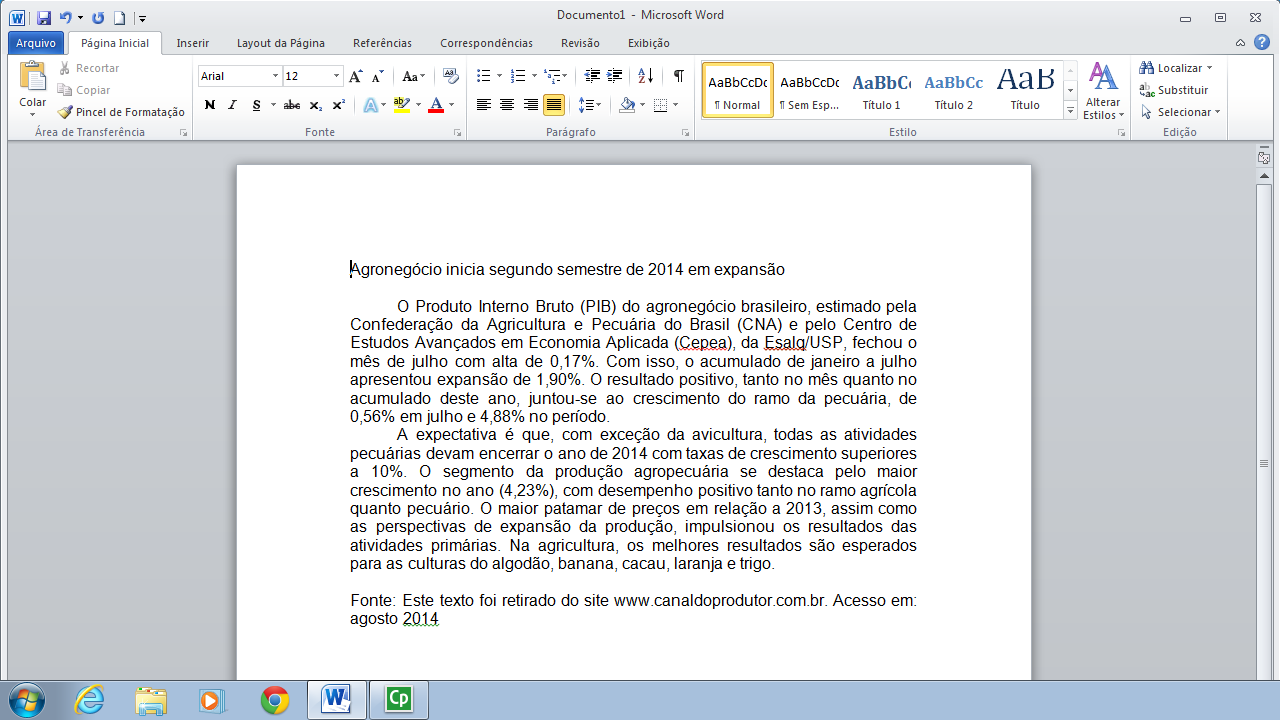 Documento1 - Microsoft Word
Arquivo Página Inicial Inserir Layout da Página Referências Correspondências Revisão Exibição
Colar
Recortar
Copiar
Pincel de Formatação
Área de Transferência
Arial 12
N I S abc x₂ x²
Fonte
Parágrafo
AaBbCcDc AaBbCcDc AaBbCc AaBbCc AaB
¶ Normal ¶ Sem Esp... Título 1 Título 2 Título
Alterar Estilos
Estilo
Localizar
Substituir
Selecionar
Edição
Agronegócio inicia segundo semestre de 2014 em expansão
O Produto Interno Bruto (PIB) do agronegócio brasileiro, estimado pela
Confederação da Agricultura e Pecuária do Brasil (CNA) e pelo Centro de
Estudos Avançados em Economia Aplicada (Cepea), da Esalq/USP, fechou o
mês de julho com alta de 0,17%. Com isso, o acumulado de janeiro a julho
apresentou expansão de 1,90%. O resultado positivo, tanto no mês quanto no
acumulado deste ano, juntou-se ao crescimento do ramo da pecuária, de
0,56% em julho e 4,88% no período.
A expectativa é que, com exceção da avicultura, todas as atividades
pecuárias devam encerrar o ano de 2014 com taxas de crescimento superiores
a 10%. O segmento da produção agropecuária se destaca pelo maior
crescimento no ano (4,23%), com desempenho positivo tanto no ramo agrícola
quanto pecuário. O maior patamar de preços em relação a 2013, assim como
as perspectivas de expansão da produção, impulsionou os resultados das
atividades primárias. Na agricultura, os melhores resultados são esperados
para as culturas do algodão, banana, cacau, laranja e trigo.
Fonte: Este texto foi retirado do site www.canaldoprodutor.com.br. Acesso em:
agosto 2014
Cp